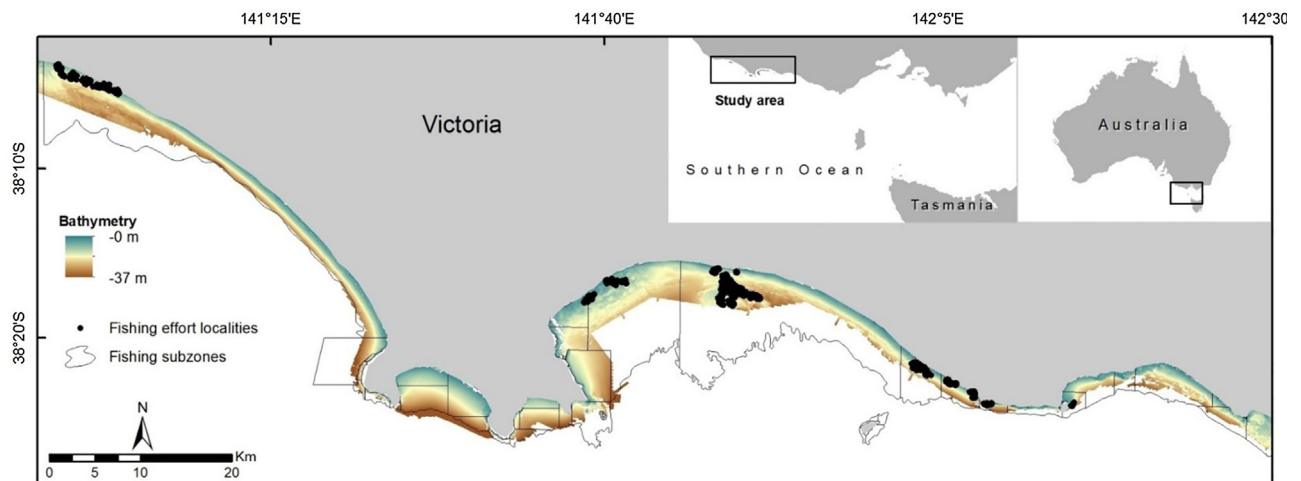 141°15'E 141°40'E 142°5'E 142°30
38°10'S
38°20'S
Victoria
Study area
Southern Ocean
Tasmania
Australia
Bathymetry
-0 m
-37 m
Fishing effort localities
Fishing subzones
N
Km
0 5 10 20